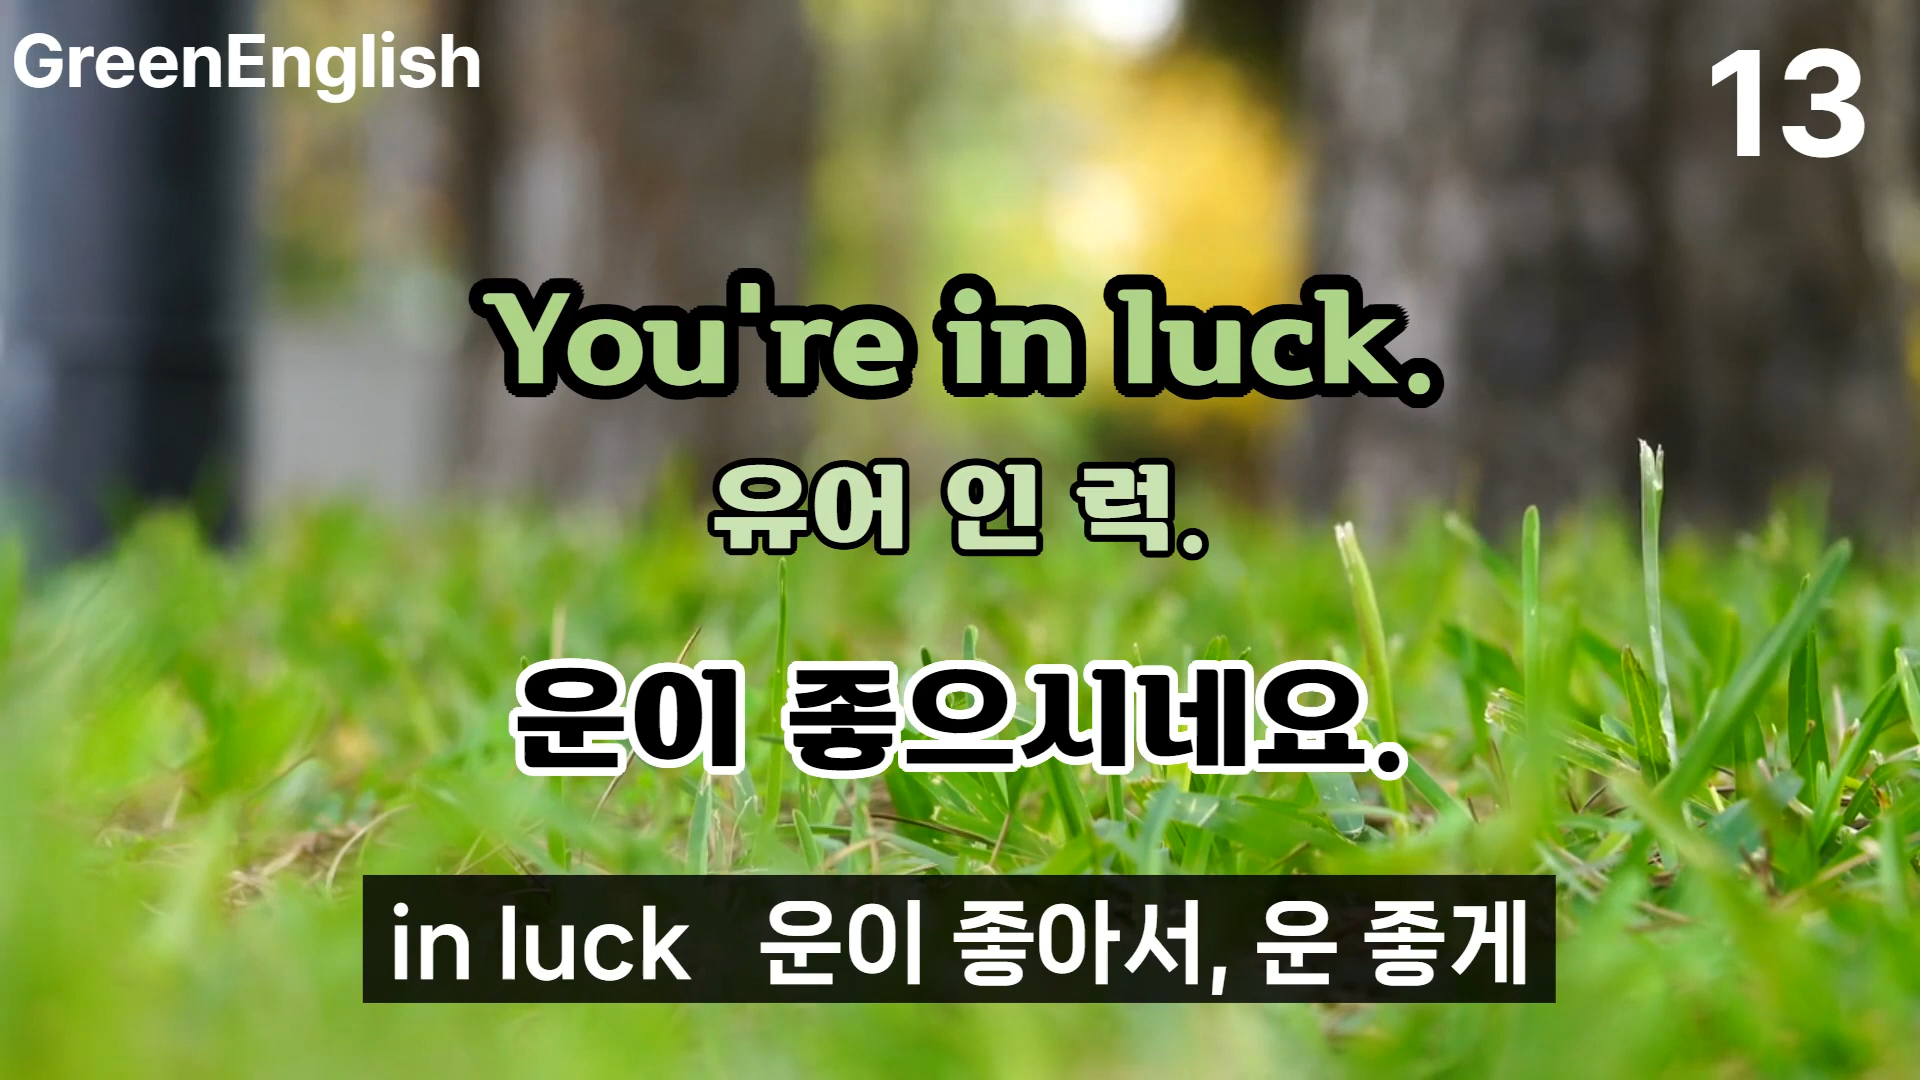 GreenEnglish
13
You're in luck.
유어 인 력.
운이 좋으시네요.
in luck 운이 좋아서, 운 좋게